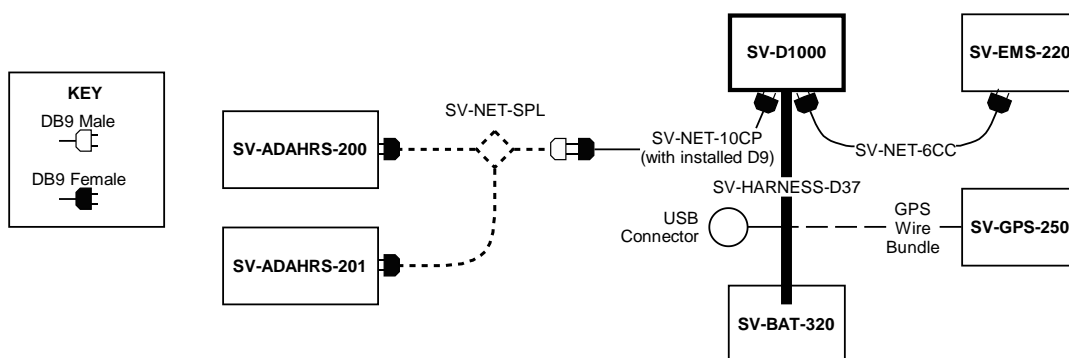 KEY
DB9 Male
DB9 Female
SV-ADAHRS-200
SV-ADAHRS-201
SV-NET-SPL
SV-NET-10CP
(with installed D9)
SV-D1000
SV-EMS-220
SV-NET-6CC
SV-HARNESS-D37
USB
Connector
GPS
Wire
Bundle
SV-GPS-250
SV-BAT-320